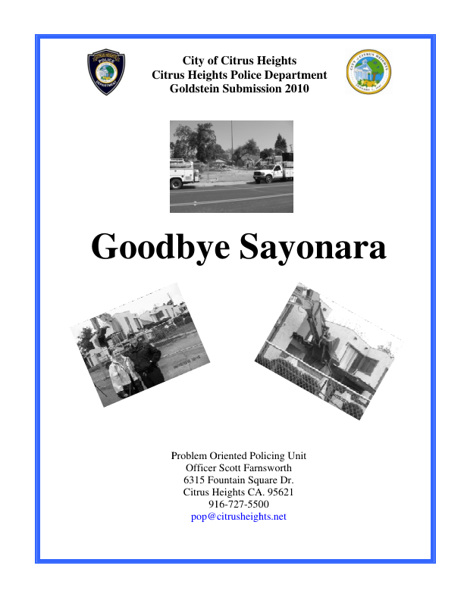 City of Citrus Heights
Citrus Heights Police Department
Goldstein Submission 2010
POLICE
Goodbye Sayonara
Problem Oriented Policing Unit
Officer Scott Farnsworth
6315 Fountain Square Dr.
Citrus Heights CA. 95621
916-727-5500
pop@citrusheights.net